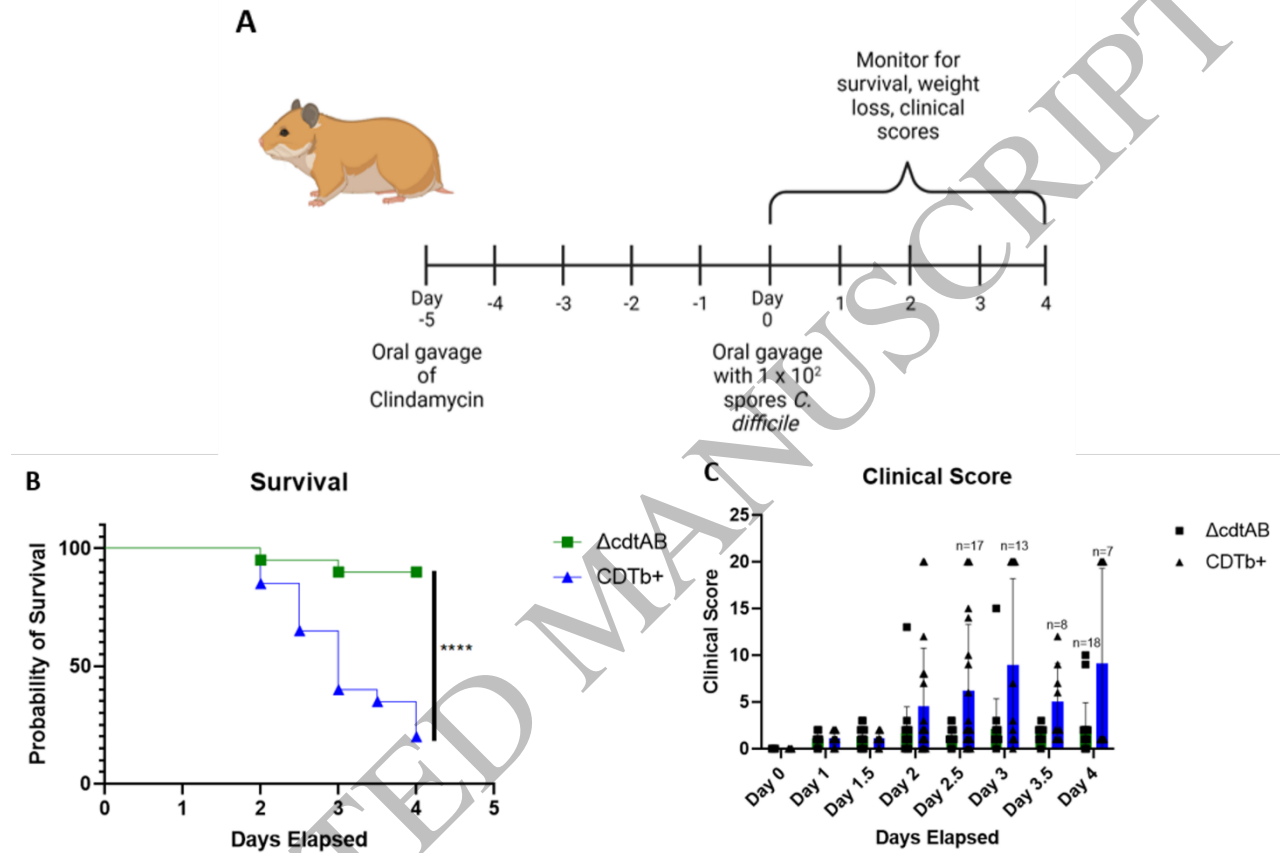 A
Monitor for
survival, weight
loss, clinical
scores
Day
-5
-4
-3
-2
-1
Day
0
1
2
3
4
Oral gavage
of
Clindamycin
Oral gavage
with 1 x 10²
spores C.
difficile
B
Survival
Probability of Survival
100
50
0
0
1
2
3
4
5
Days Elapsed
****
ΔcdtAB
CDTb+
C
Clinical Score
Clinical Score
25
20
15
10
5
0
n=17
n=13
n=8
n=18
n=7
Day 0
Day 1
Day 1.5
Day 2
Day 2.5
Day 3
Day 3.5
Day 4
Days Elapsed
ΔcdtAB
CDTb+
TED MANUSCRIPT